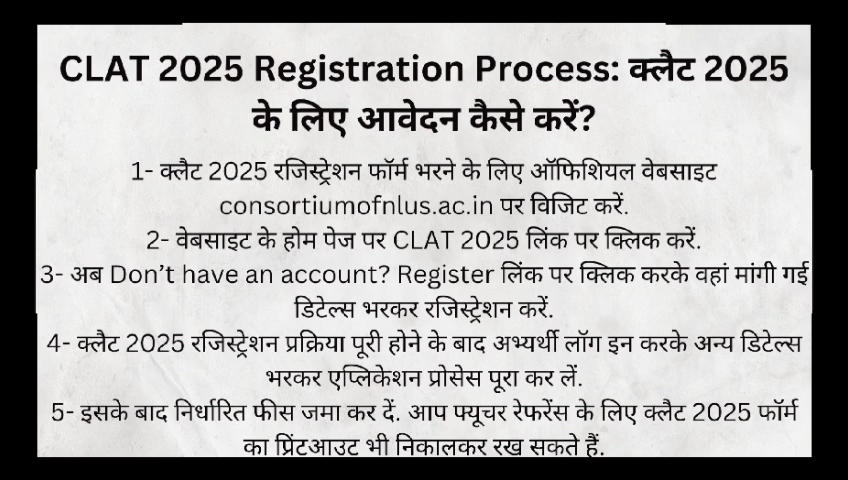 CLAT 2025 Registration Process: क्लैट 2025
के लिए आवेदन कैसे करें?
1- क्लैट 2025 रजिस्ट्रेशन फॉर्म भरने के लिए ऑफिशियल वेबसाइट
consortiumofnlus.ac.in पर विजिट करें.
2- वेबसाइट के होम पेज पर CLAT 2025 लिंक पर क्लिक करें.
3- अब Don’t have an account? Register लिंक पर क्लिक करके वहां मांगी गई
डिटेल्स भरकर रजिस्ट्रेशन करें.
4- क्लैट 2025 रजिस्ट्रेशन प्रक्रिया पूरी होने के बाद अभ्यर्थी लॉग इन करके अन्य डिटेल्स
भरकर एप्लिकेशन प्रोसेस पूरा कर लें.
5- इसके बाद निर्धारित फीस जमा कर दें. आप फ्यूचर रेफरेंस के लिए क्लैट 2025 फॉर्म
का प्रिंटआउट भी निकालकर रख सकते हैं.